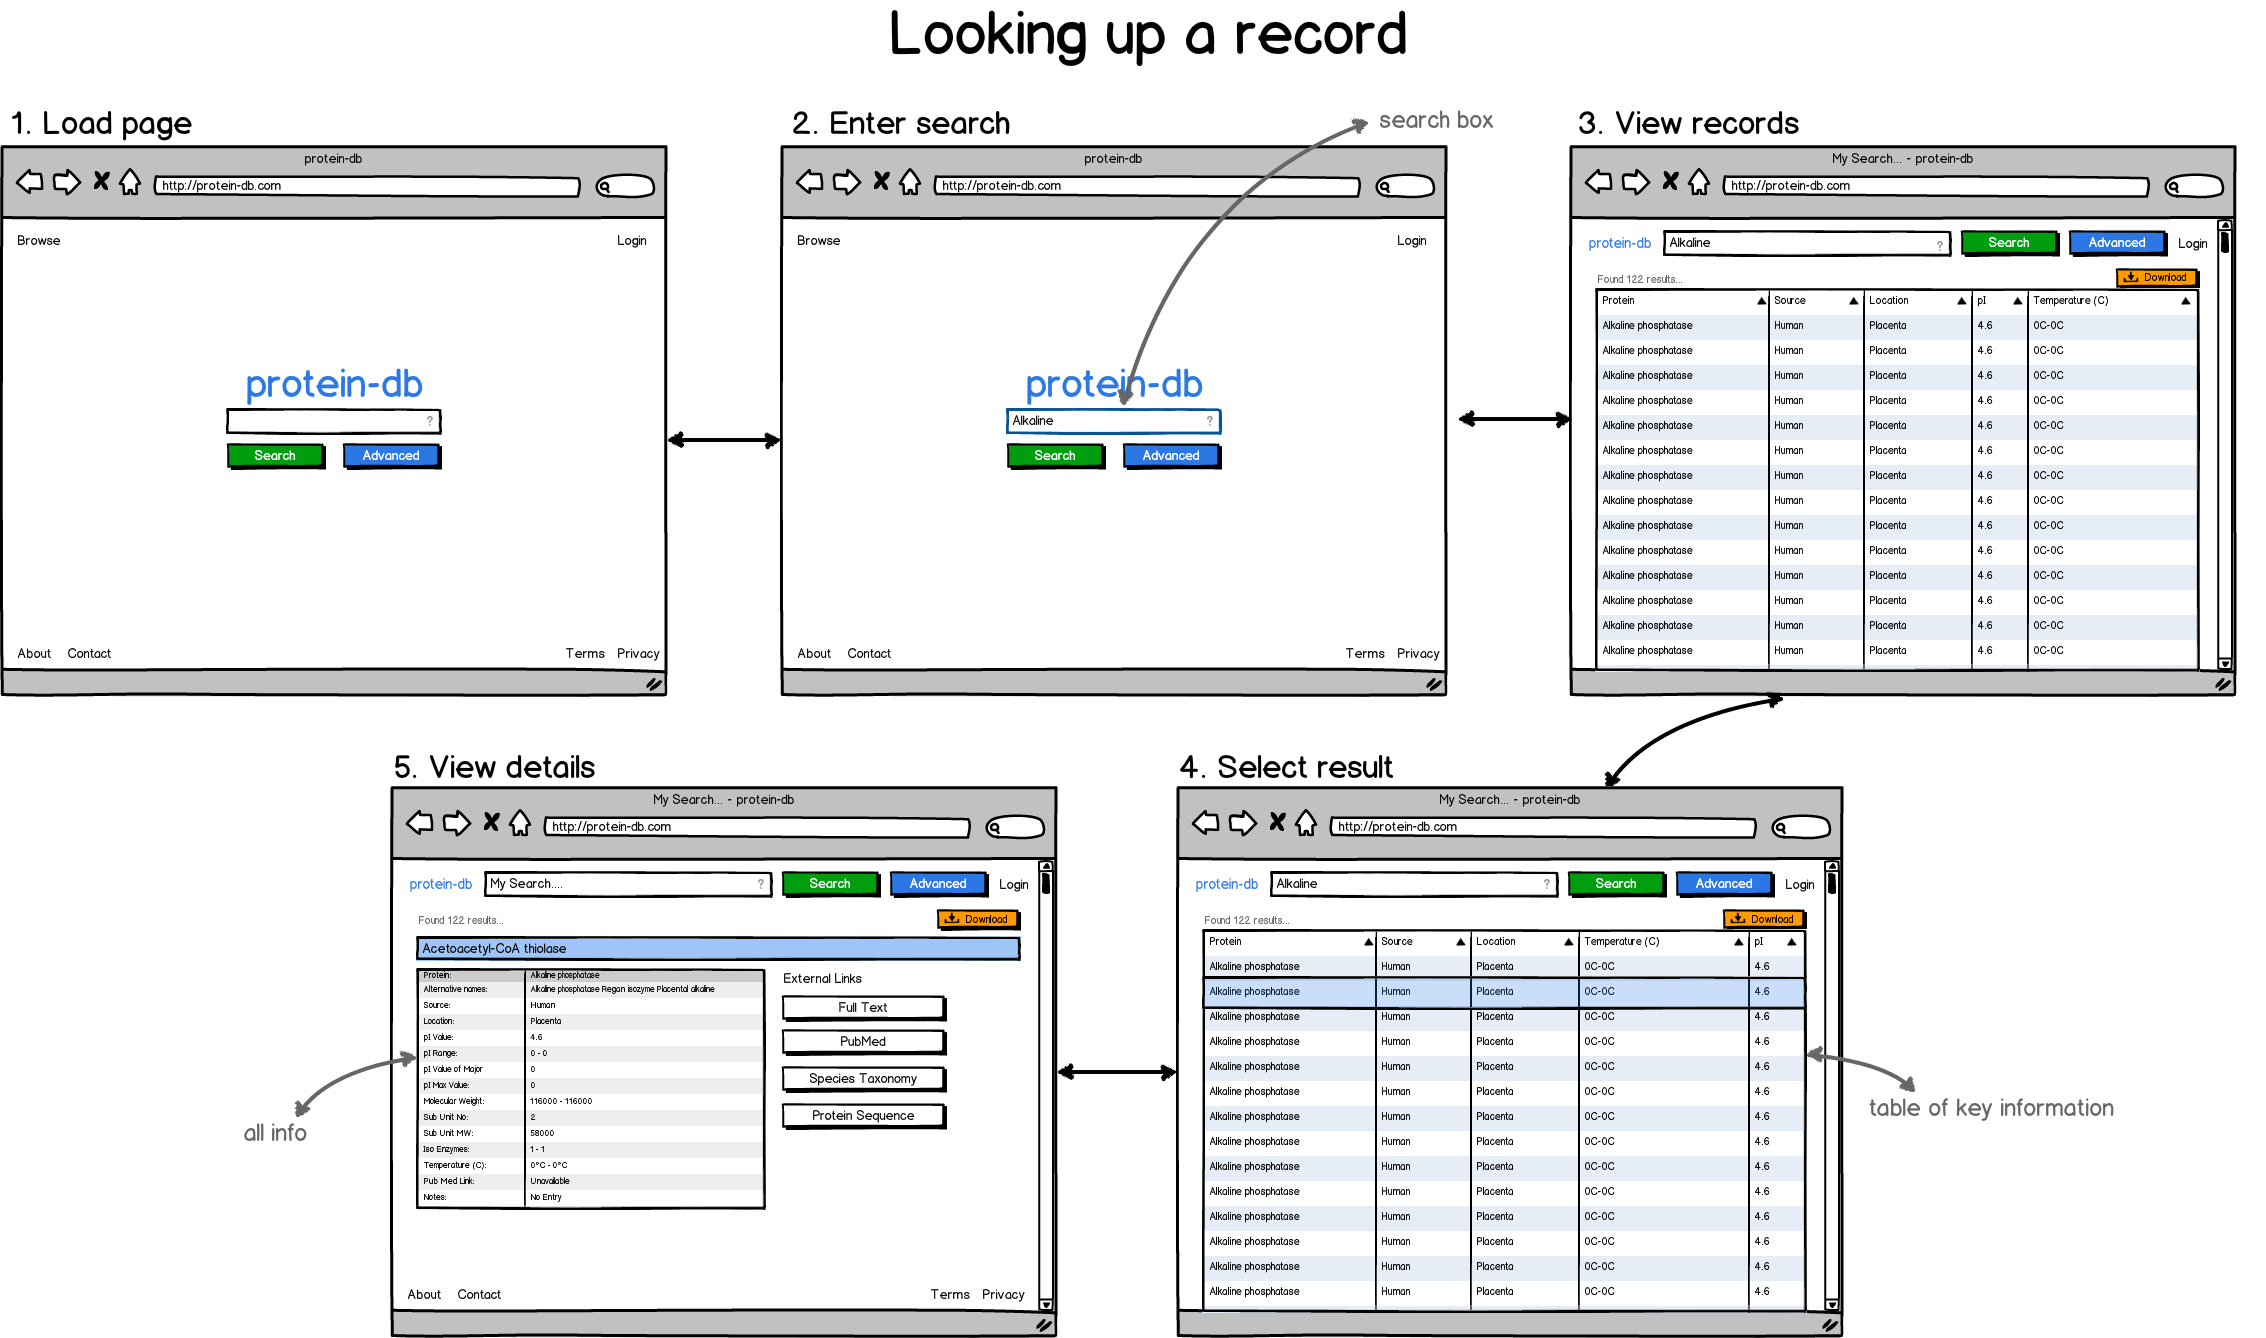 Looking up a record
1. Load page
protein-db
http://protein-db.com
Browse Login
protein-db
?
Search Advanced
About Contact Terms Privacy
2. Enter search
search box
protein-db
http://protein-db.com
Browse Login
protein-db
Alkaline ?
Search Advanced
About Contact Terms Privacy
3. View records
My Search... - protein-db
http://protein-db.com
protein-db Alkaline ? Search Advanced Login
Found 122 results... Download
Protein Source Location pI Temperature (C)
Alkaline phosphatase Human Placenta 4.6 0C-0C
Alkaline phosphatase Human Placenta 4.6 0C-0C
Alkaline phosphatase Human Placenta 4.6 0C-0C
Alkaline phosphatase Human Placenta 4.6 0C-0C
Alkaline phosphatase Human Placenta 4.6 0C-0C
Alkaline phosphatase Human Placenta 4.6 0C-0C
Alkaline phosphatase Human Placenta 4.6 0C-0C
Alkaline phosphatase Human Placenta 4.6 0C-0C
Alkaline phosphatase Human Placenta 4.6 0C-0C
Alkaline phosphatase Human Placenta 4.6 0C-0C
Alkaline phosphatase Human Placenta 4.6 0C-0C
Alkaline phosphatase Human Placenta 4.6 0C-0C
Alkaline phosphatase Human Placenta 4.6 0C-0C
Alkaline phosphatase Human Placenta 4.6 0C-0C
4. Select result
My Search... - protein-db
http://protein-db.com
protein-db Alkaline ? Search Advanced Login
Found 122 results... Download
Protein Source Location Temperature (C) pI
Alkaline phosphatase Human Placenta 0C-0C 4.6
Alkaline phosphatase Human Placenta 0C-0C 4.6
Alkaline phosphatase Human Placenta 0C-0C 4.6
Alkaline phosphatase Human Placenta 0C-0C 4.6
Alkaline phosphatase Human Placenta 0C-0C 4.6
Alkaline phosphatase Human Placenta 0C-0C 4.6
Alkaline phosphatase Human Placenta 0C-0C 4.6
Alkaline phosphatase Human Placenta 0C-0C 4.6
Alkaline phosphatase Human Placenta 0C-0C 4.6
Alkaline phosphatase Human Placenta 0C-0C 4.6
Alkaline phosphatase Human Placenta 0C-0C 4.6
Alkaline phosphatase Human Placenta 0C-0C 4.6
Alkaline phosphatase Human Placenta 0C-0C 4.6
Alkaline phosphatase Human Placenta 0C-0C 4.6
table of key information
5. View details
My Search... - protein-db
http://protein-db.com
protein-db My Search.... ? Search Advanced Login
Found 122 results... Download
Acetoacetyl-CoA thiolase
Protein: Alkaline phosphatase
Alternative names: Alkaline phosphatase Regan isozyme Placental alkaline
Source: Human
Location: Placenta
pI Value: 4.6
pI Range: 0 - 0
pI Value of Major 0
pI Max Value: 0
Molecular Weight: 116000 - 116000
Sub Unit No: 2
Sub Unit MW: 58000
Iso Enzymes: 1 - 1
Temperature (C): 0°C - 0°C
Pub Med Link: Unavailable
Notes: No Entry
External Links
Full Text
PubMed
Species Taxonomy
Protein Sequence
About Contact Terms Privacy
all info